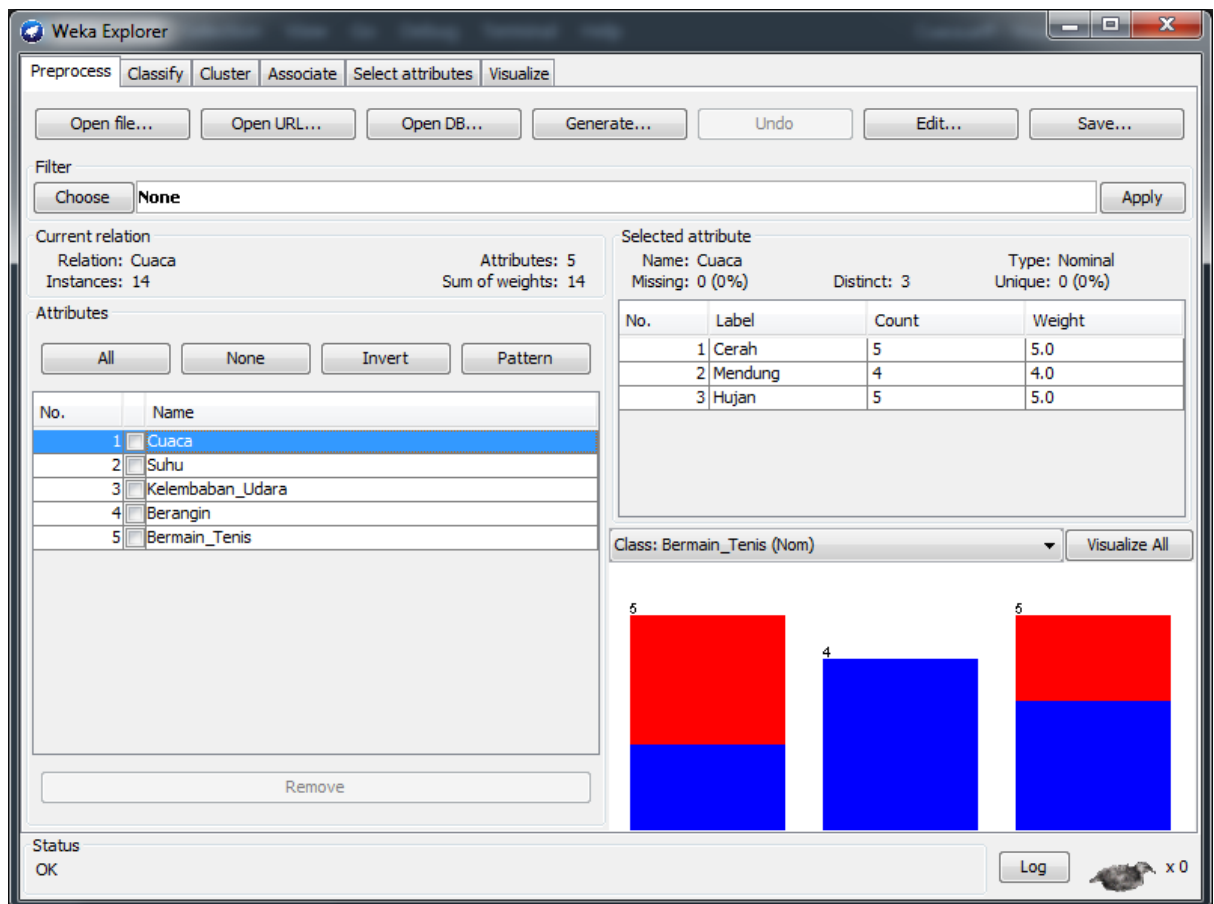 Weka Explorer
Preprocess Classify Cluster Associate Select attributes Visualize
Open file... Open URL... Open DB... Generate... Undo Edit... Save...
Filter
Choose None Apply
Current relation
Relation: Cuaca Attributes: 5
Instances: 14 Sum of weights: 14
Attributes
All None Invert Pattern
No. Name
1 Cuaca
2 Suhu
3 Kelembaban_Udara
4 Berangin
5 Bermain_Tenis
Remove
Selected attribute
Name: Cuaca Type: Nominal
Missing: 0 (0%) Distinct: 3 Unique: 0 (0%)
No. Label Count Weight
1 Cerah 5 5.0
2 Mendung 4 4.0
3 Hujan 5 5.0
Class: Bermain_Tenis (Nom) Visualize All
5 4 5
Status
OK Log x 0